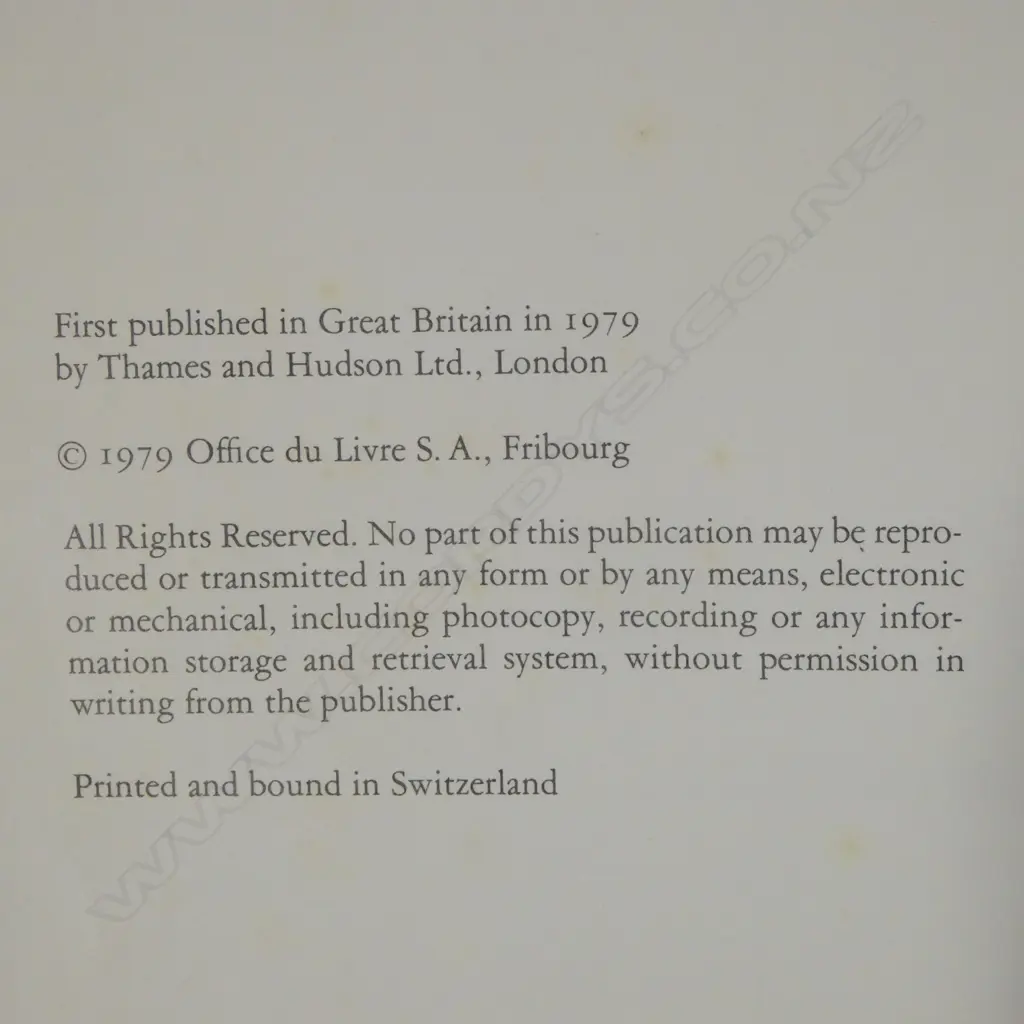 First published in Great Britain in 1979
by Thames and Hudson Ltd., London
© 1979 Office du Livre S. A., Fribourg
All Rights Reserved. No part of this publication may be repro-
duced or transmitted in any form or by any means, electronic
or mechanical, including photocopy, recording or any infor-
mation storage and retrieval system, without permission in
writing from the publisher.
Printed and bound in Switzerland